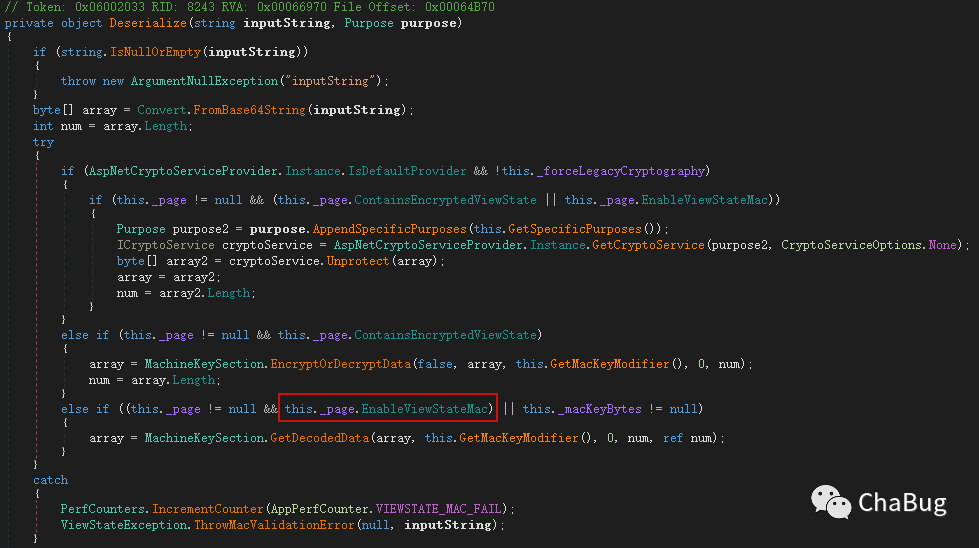 // Token: 0x06002033 RID: 8243 RVA: 0x00066970 File Offset: 0x00064B70
private object Deserialize(string inputString, Purpose purpose)
{
    if (string.IsNullOrEmpty(inputString))
    {
        throw new ArgumentNullException("inputString");
    }
    byte[] array = Convert.FromBase64String(inputString);
    int num = array.Length;
    try
    {
        if (AspNetCryptoServiceProvider.Instance.IsDefaultProvider && !this._forceLegacyCryptography)
        {
            if (this._page != null && (this._page.ContainsEncryptedViewState || this._page.EnableViewStateMac))
            {
                Purpose purpose2 = purpose.AppendSpecificPurposes(this.GetSpecificPurposes());
                ICryptoService cryptoService = AspNetCryptoServiceProvider.Instance.GetCryptoService(purpose2, CryptoServiceOptions.None);
                byte[] array2 = cryptoService.Unprotect(array);
                array = array2;
                num = array2.Length;
            }
        }
        else if (this._page != null && this._page.ContainsEncryptedViewState)
        {
            array = MachineKeySection.EncryptOrDecryptData(false, array, this.GetMacKeyModifier(), 0, num);
            num = array.Length;
        }
        else if ((this._page != null && this._page.EnableViewStateMac) || this._macKeyBytes != null)
        {
            array = MachineKeySection.GetDecodedData(array, this.GetMacKeyModifier(), 0, num, ref num);
        }
    }
    catch
    {
        PerfCounters.IncrementCounter(AppPerfCounter.VIEWSTATE_MAC_FAIL);
        ViewStateException.ThrowMacValidationError(null, inputString);
    }
ChaBug